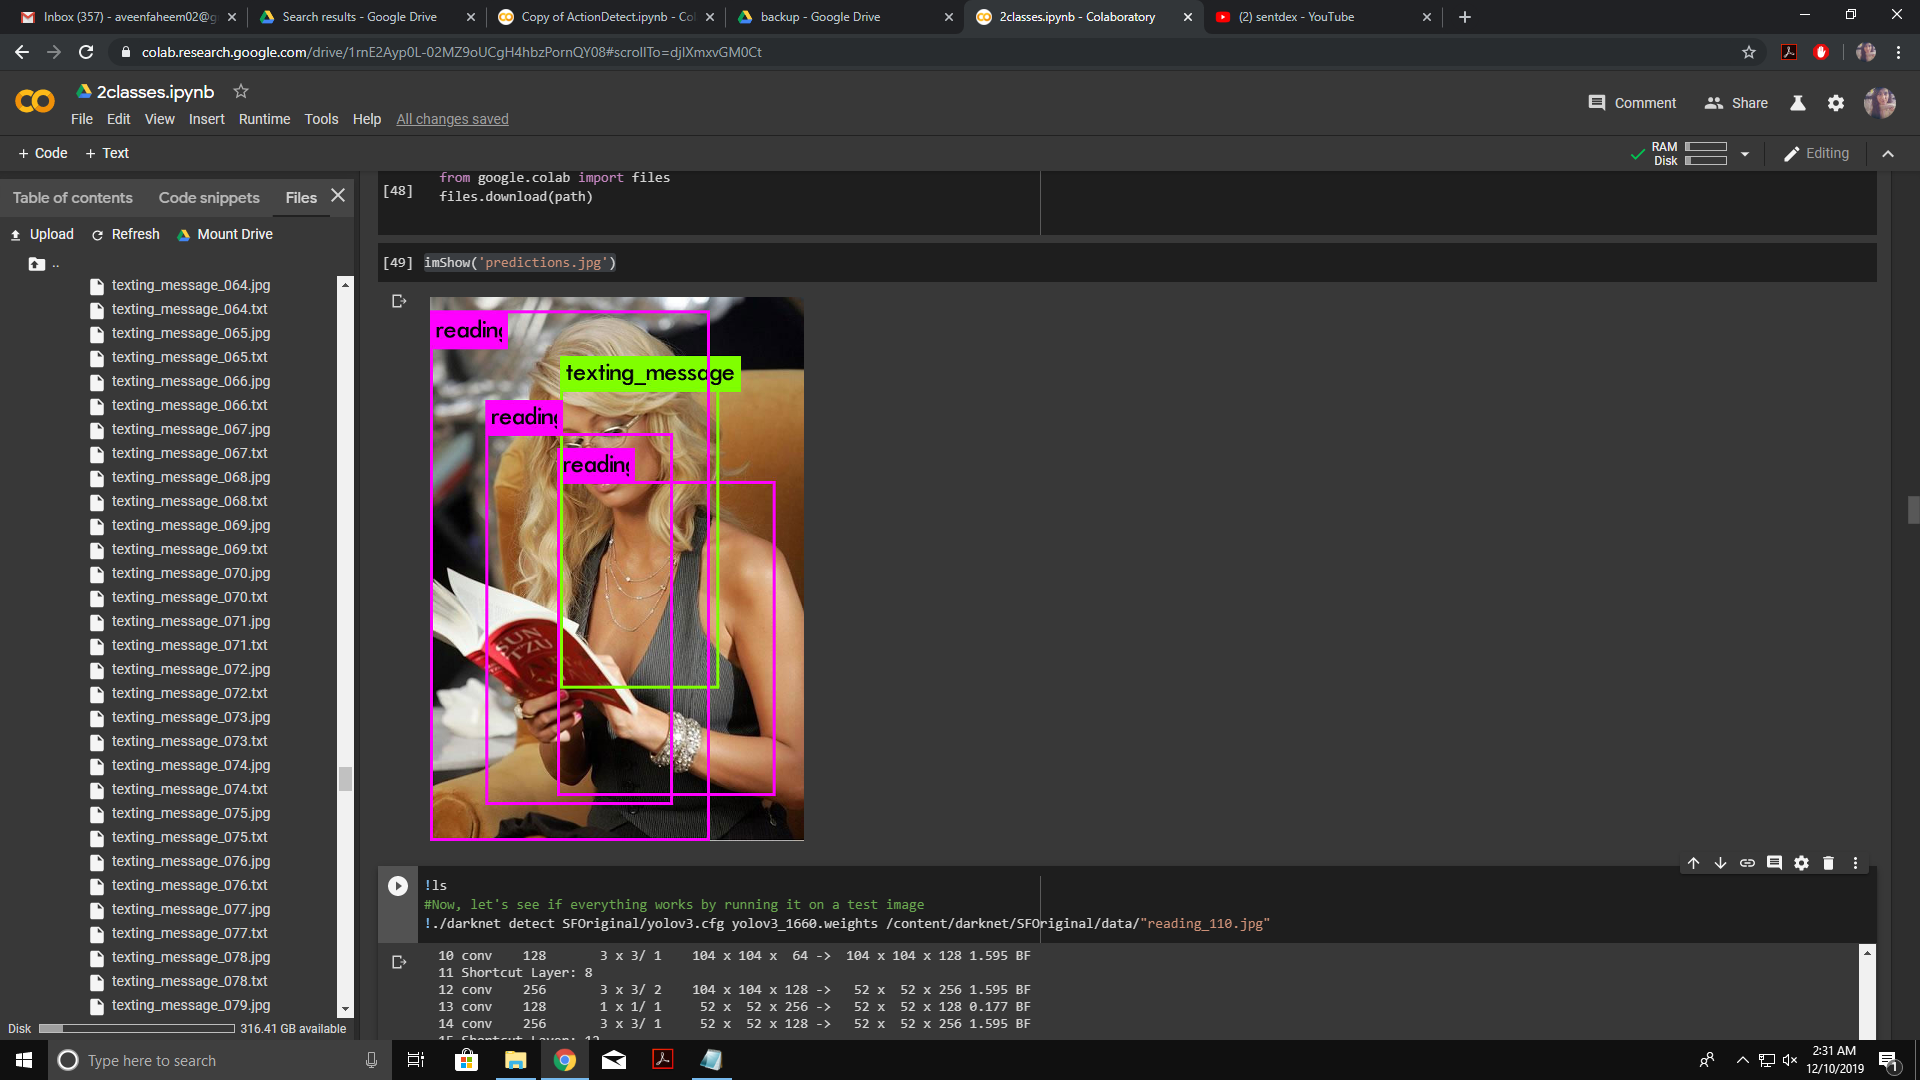 Inbox (357) - aveenfaheem02@g
Search results - Google Drive
Copy of ActionDetect.ipynb - Co
backup - Google Drive
2classes.ipynb - Colaboratory
(2) sentdex - YouTube
colab.research.google.com/drive/1rnE2Ayp0L-02MZ9oUCgH4hbzPornQY08#scrollTo=djIXmxvGM0Ct
2classes.ipynb
Comment
Share
File Edit View Insert Runtime Tools Help All changes saved
+ Code + Text
RAM
Disk
Editing
Table of contents Code snippets Files
Upload Refresh Mount Drive
..
texting_message_064.jpg
texting_message_064.txt
texting_message_065.jpg
texting_message_065.txt
texting_message_066.jpg
texting_message_066.txt
texting_message_067.jpg
texting_message_067.txt
texting_message_068.jpg
texting_message_068.txt
texting_message_069.jpg
texting_message_069.txt
texting_message_070.jpg
texting_message_070.txt
texting_message_071.jpg
texting_message_071.txt
texting_message_072.jpg
texting_message_072.txt
texting_message_073.jpg
texting_message_073.txt
texting_message_074.jpg
texting_message_074.txt
texting_message_075.jpg
texting_message_075.txt
texting_message_076.jpg
texting_message_076.txt
texting_message_077.jpg
texting_message_077.txt
texting_message_078.jpg
texting_message_078.txt
texting_message_079.jpg
Disk 316.41 GB available
from google.colab import files
[48]
files.download(path)
[49] imShow('predictions.jpg')
reading
texting_message
reading
reading
SUN
TZU
!ls
#Now, let's see if everything works by running it on a test image
!./darknet detect SFOriginal/yolov3.cfg yolov3_1660.weights /content/darknet/SFOriginal/data/"reading_110.jpg"
10 conv 128 3 x 3/ 1 104 x 104 x 64 -> 104 x 104 x 128 1.595 BF
11 Shortcut Layer: 8
12 conv 256 3 x 3/ 2 104 x 104 x 128 -> 52 x 52 x 256 1.595 BF
13 conv 128 1 x 1/ 1 52 x 52 x 256 -> 52 x 52 x 128 0.177 BF
14 conv 256 3 x 3/ 1 52 x 52 x 128 -> 52 x 52 x 256 1.595 BF
15 Shortcut Layer: 12
Type here to search
2:31 AM
12/10/2019
1